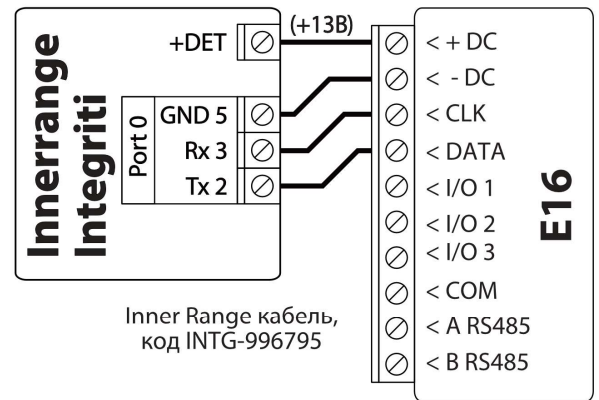 Innerrange
Integriti
+DET
(+13В)
Port 0
GND 5
Rx 3
Tx 2
< + DC
< - DC
< CLK
< DATA
< I/O 1
< I/O 2
< I/O 3
< COM
< A RS485
< B RS485
E16
Inner Range кабель,
код INTG-996795